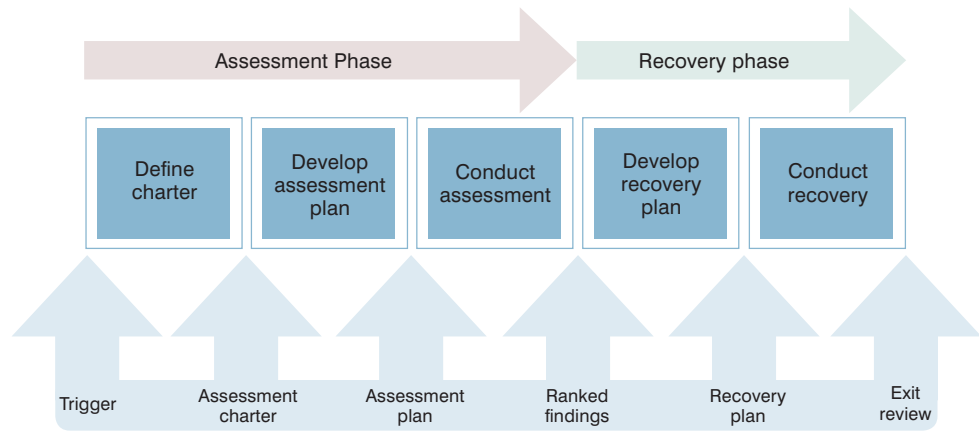 Assessment Phase
Recovery phase
Define
charter
Develop
assessment
plan
Conduct
assessment
Develop
recovery
plan
Conduct
recovery
Trigger
Assessment
charter
Assessment
plan
Ranked
findings
Recovery
plan
Exit
review